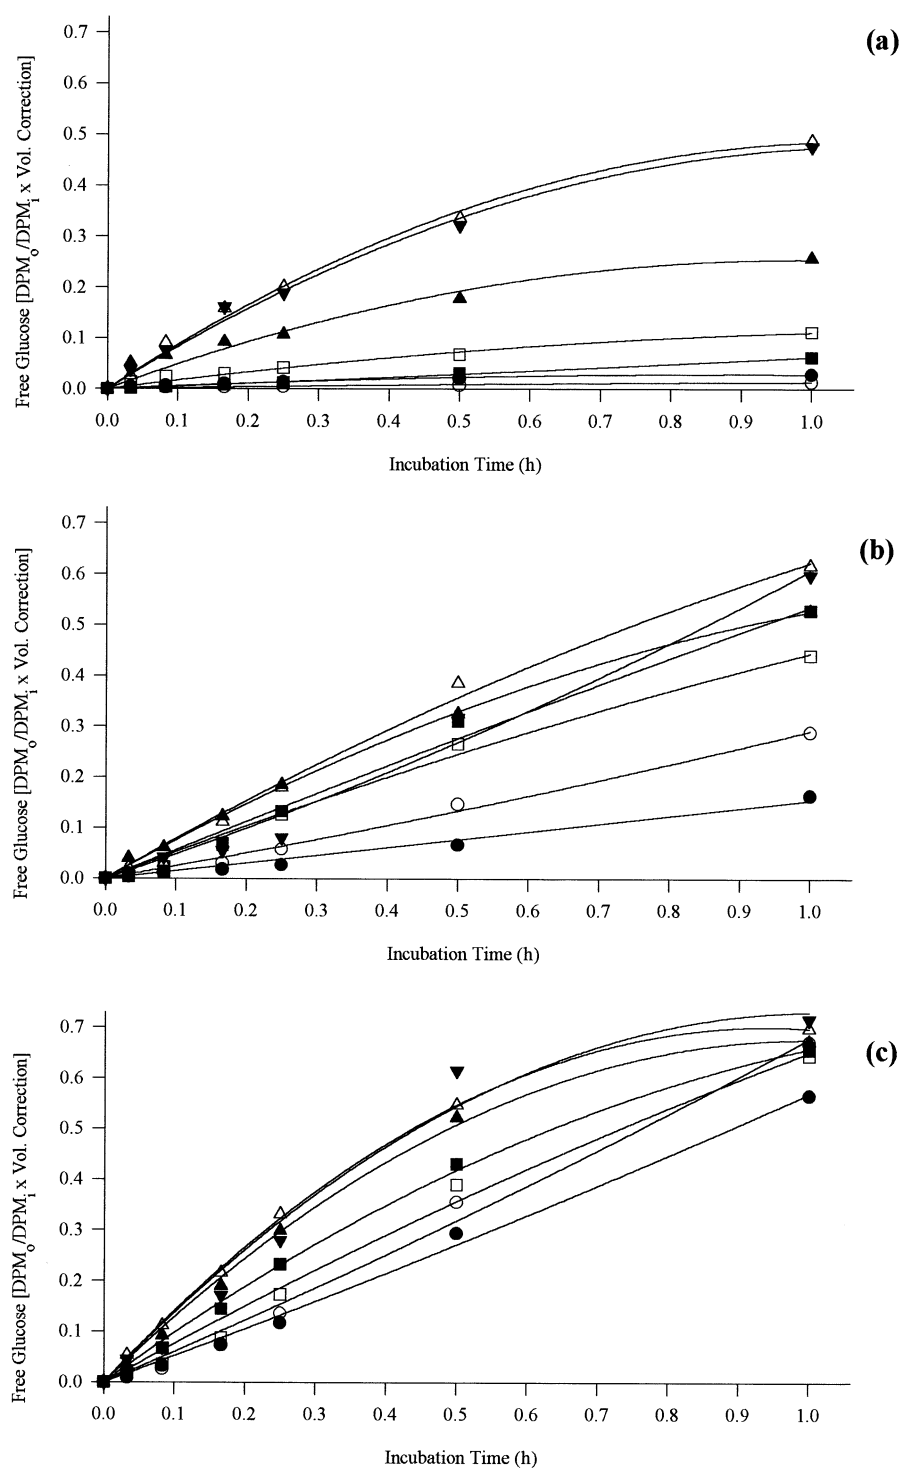 (a)
Free Glucose [DPMo/DPMi x Vol. Correction]
0.7
0.6
0.5
0.4
0.3
0.2
0.1
0.0
0.0 0.1 0.2 0.3 0.4 0.5 0.6 0.7 0.8 0.9 1.0
Incubation Time (h)
(b)
Free Glucose [DPMo/DPMi x Vol. Correction]
0.7
0.6
0.5
0.4
0.3
0.2
0.1
0.0
0.0 0.1 0.2 0.3 0.4 0.5 0.6 0.7 0.8 0.9 1.0
Incubation Time (h)
(c)
Free Glucose [DPMo/DPMi x Vol. Correction]
0.7
0.6
0.5
0.4
0.3
0.2
0.1
0.0
0.0 0.1 0.2 0.3 0.4 0.5 0.6 0.7 0.8 0.9 1.0
Incubation Time (h)